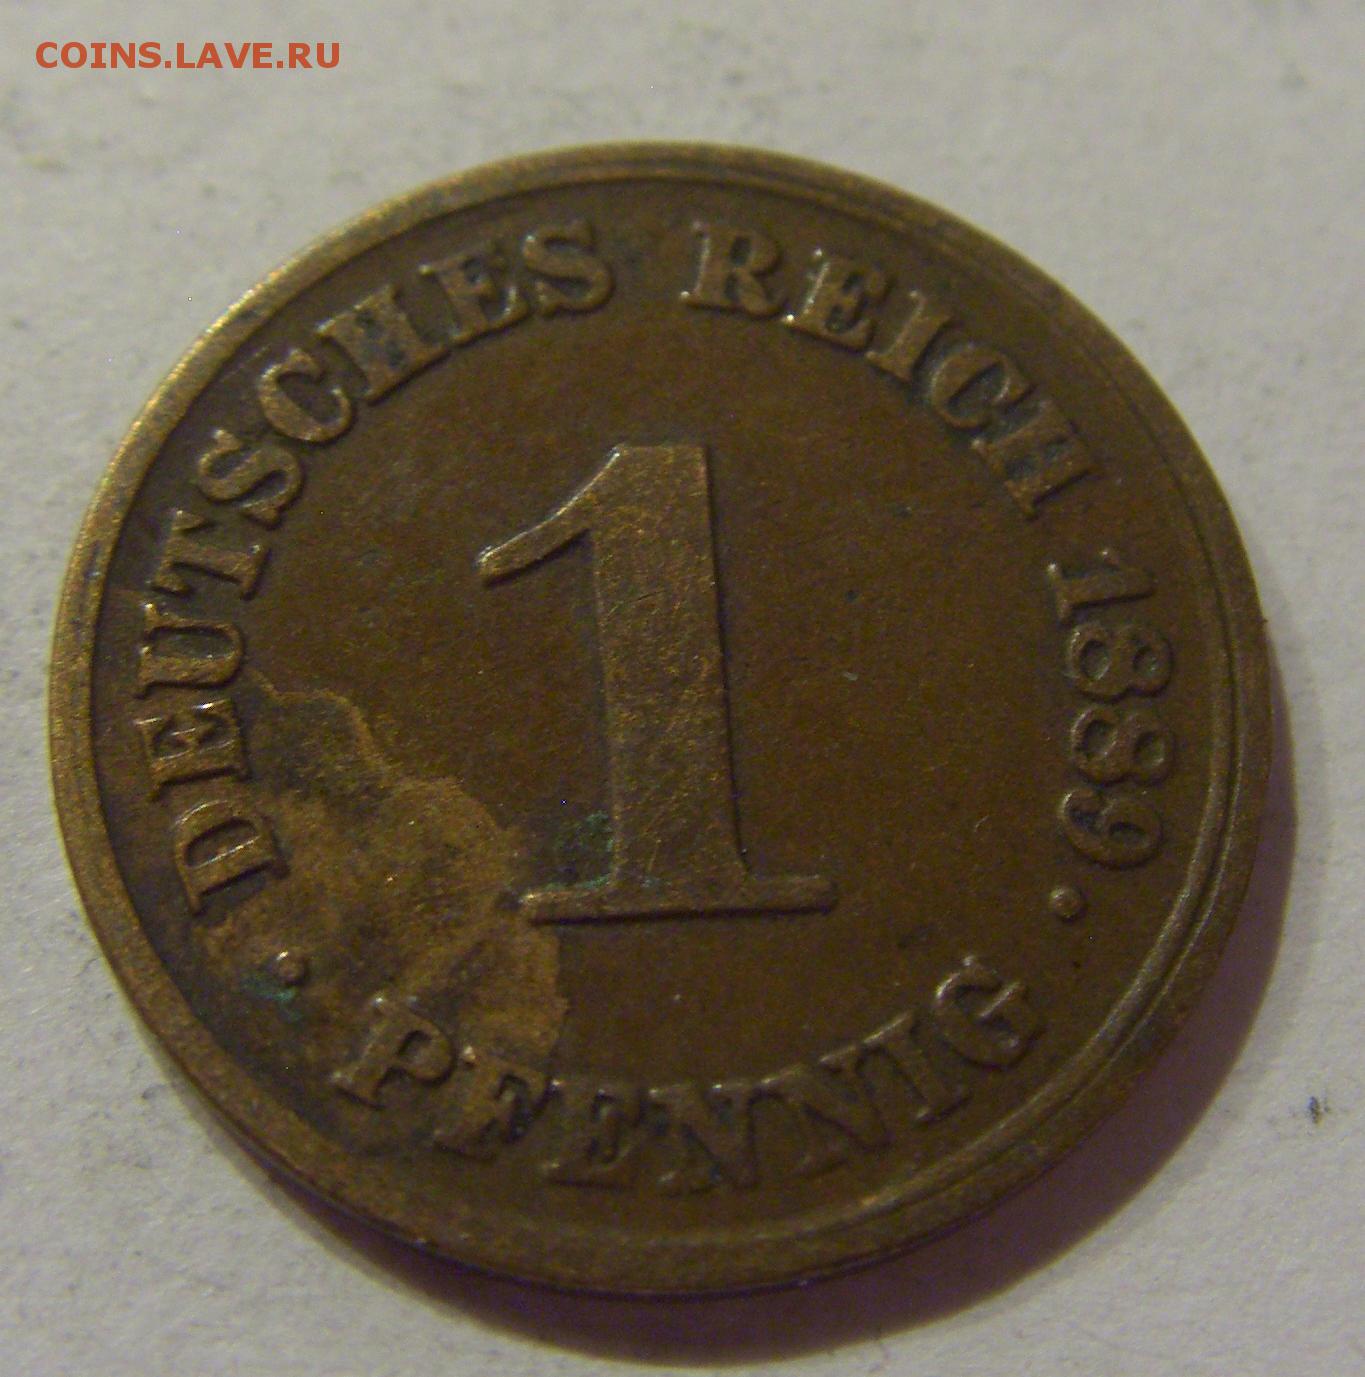 COINS.LAVE.RU
DEUTSCHES REICH 1889.
1
. PFENNIG